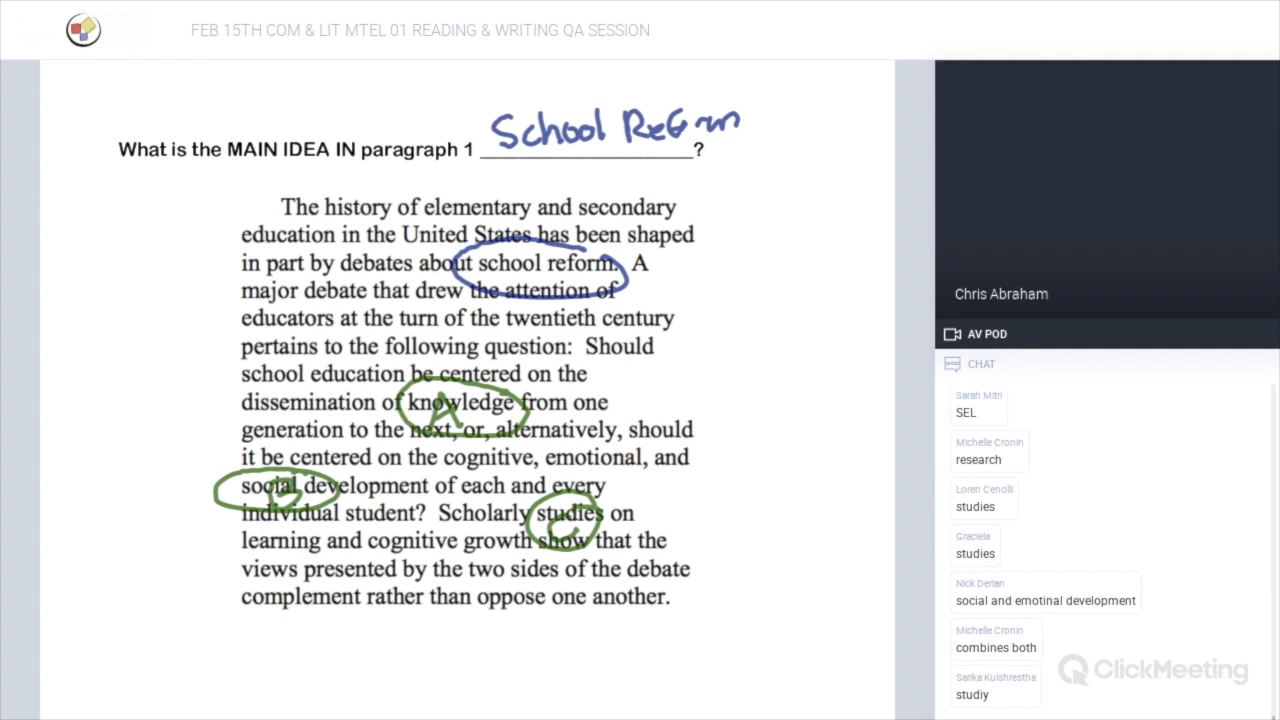 FEB 15TH COM & LIT MTEL 01 READING & WRITING QA SESSION
School Reform
What is the MAIN IDEA IN paragraph 1 ____________________?
The history of elementary and secondary
education in the United States has been shaped
in part by debates about school reform. A
major debate that drew the attention of
educators at the turn of the twentieth century
pertains to the following question: Should
school education be centered on the
dissemination of knowledge from one
generation to the next, or, alternatively, should
it be centered on the cognitive, emotional, and
social development of each and every
individual student? Scholarly studies on
learning and cognitive growth show that the
views presented by the two sides of the debate
complement rather than oppose one another.
A
B
C
Chris Abraham
AV POD
CHAT
Sarah Mitri
SEL
Michelle Cronin
research
Loren Cenolli
studies
Graciela
studies
Nick Derian
social and emotinal development
Michelle Cronin
combines both
Sarika Kulshrestha
studiy
ClickMeeting